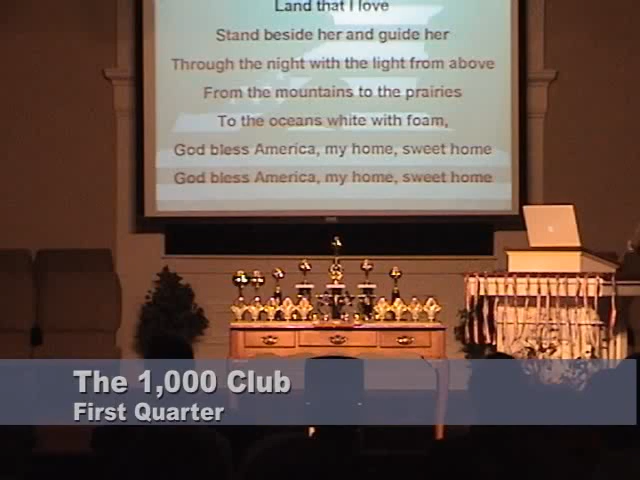 Land that I love
Stand beside her and guide her
Through the night with the light from above
From the mountains to the prairies
To the oceans white with foam,
God bless America, my home, sweet home
God bless America, my home, sweet home
The 1,000 Club
First Quarter